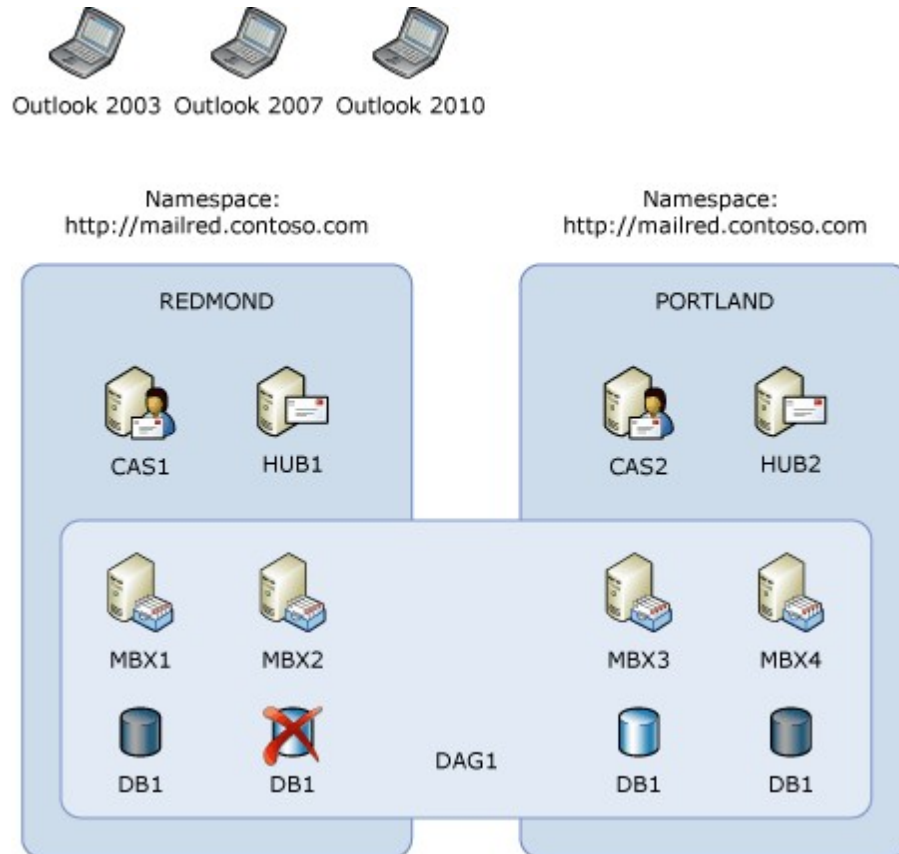 Outlook 2003 Outlook 2007 Outlook 2010
Namespace:
http://mailred.contoso.com
Namespace:
http://mailred.contoso.com
REDMOND
PORTLAND
CAS1 HUB1
CAS2 HUB2
MBX1 MBX2
MBX3 MBX4
DB1 DB1
DAG1
DB1 DB1